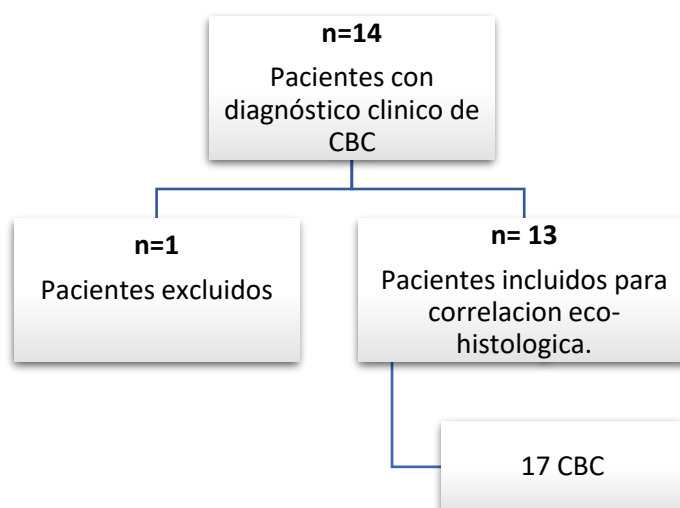 n=14
Pacientes con
diagnóstico clinico de
CBC
n=1
Pacientes excluidos
n= 13
Pacientes incluidos para
correlacion eco-
histologica.
17 CBC